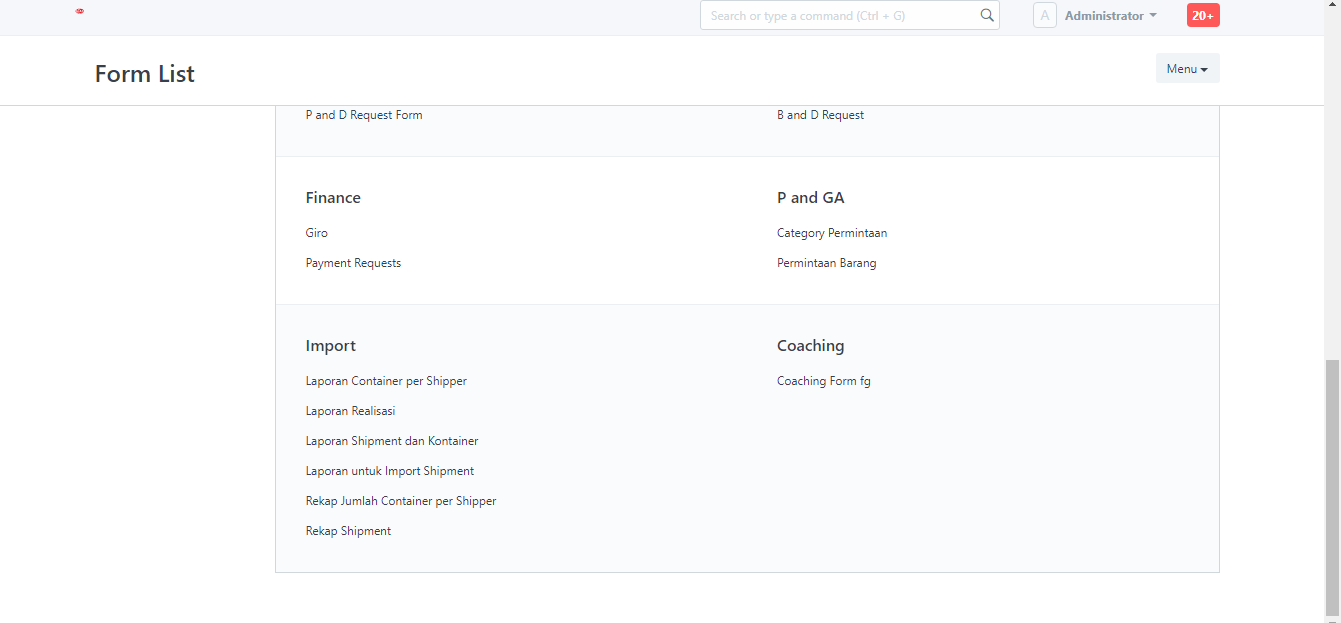 Search or type a command (Ctrl + G)
A
Administrator
20+
Form List
Menu
P and D Request Form
B and D Request
Finance
Giro
Payment Requests
P and GA
Category Permintaan
Permintaan Barang
Import
Laporan Container per Shipper
Laporan Realisasi
Laporan Shipment dan Kontainer
Laporan untuk Import Shipment
Rekap Jumlah Container per Shipper
Rekap Shipment
Coaching
Coaching Form fg